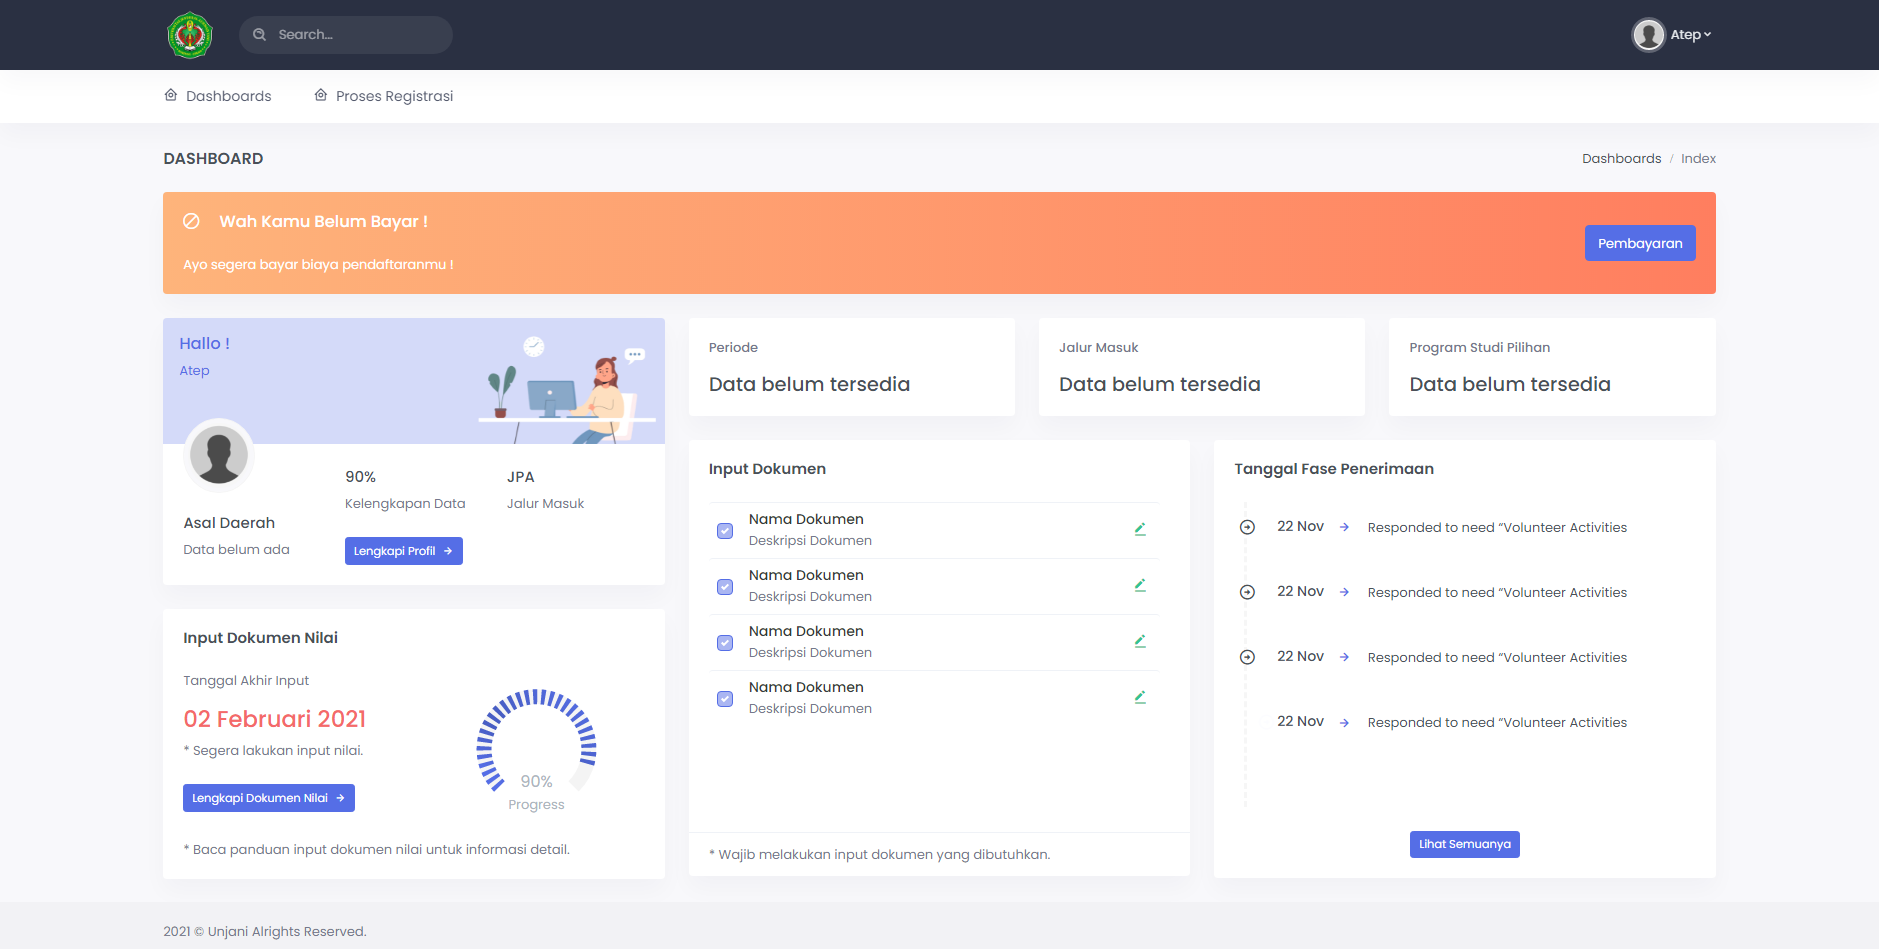 Search...
Atep
Dashboards
Proses Registrasi
DASHBOARD
Dashboards / Index
Wah Kamu Belum Bayar !
Ayo segera bayar biaya pendaftaranmu !
Pembayaran
Hallo !
Atep
90%
Kelengkapan Data
JPA
Jalur Masuk
Asal Daerah
Data belum ada
Lengkapi Profil
Input Dokumen Nilai
Tanggal Akhir Input
02 Februari 2021
* Segera lakukan input nilai.
Lengkapi Dokumen Nilai
90%
Progress
* Baca panduan input dokumen nilai untuk informasi detail.
Periode
Data belum tersedia
Jalur Masuk
Data belum tersedia
Program Studi Pilihan
Data belum tersedia
Input Dokumen
Nama Dokumen
Deskripsi Dokumen
Nama Dokumen
Deskripsi Dokumen
Nama Dokumen
Deskripsi Dokumen
Nama Dokumen
Deskripsi Dokumen
* Wajib melakukan input dokumen yang dibutuhkan.
Tanggal Fase Penerimaan
22 Nov Responded to need “Volunteer Activities
22 Nov Responded to need “Volunteer Activities
22 Nov Responded to need “Volunteer Activities
22 Nov Responded to need “Volunteer Activities
Lihat Semuanya
2021 © Unjani Alrights Reserved.